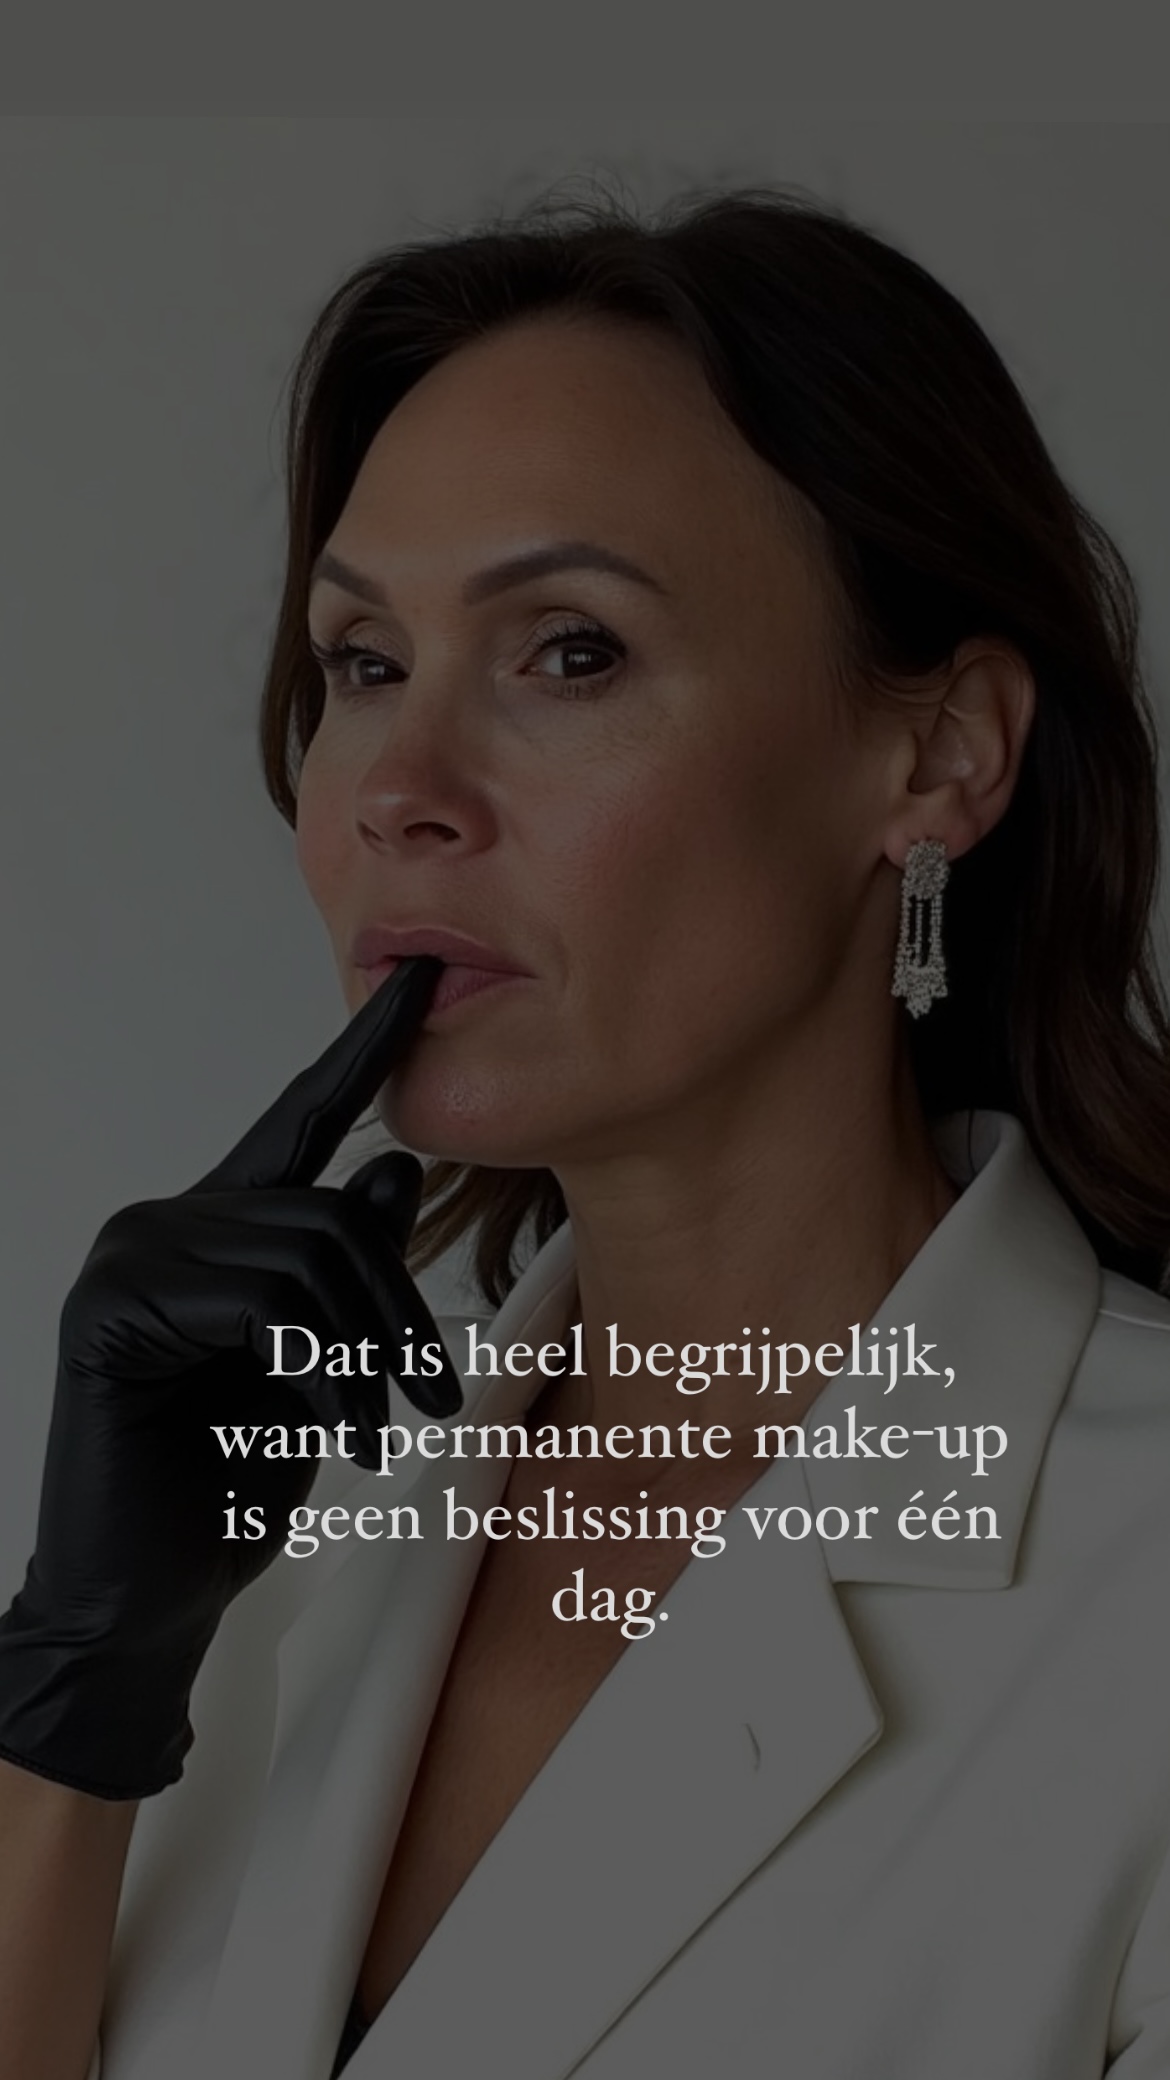 Dat is heel begrijpelijk,
want permanente make-up
is geen beslissing voor één
dag.